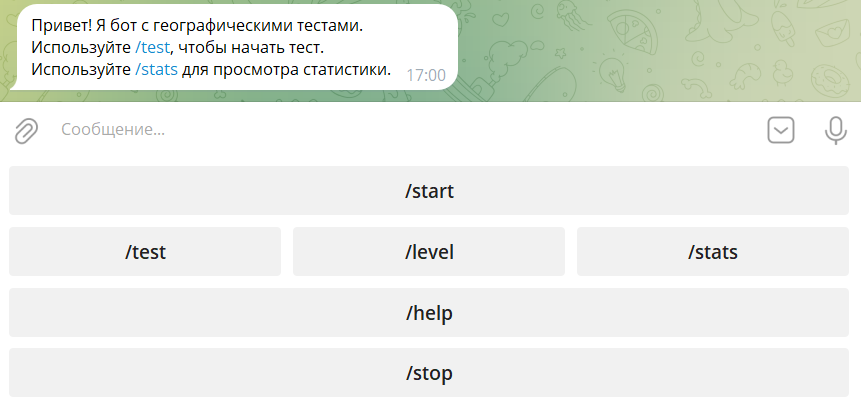 Привет! Я бот с географическими тестами.
Используйте /test, чтобы начать тест.
Используйте /stats для просмотра статистики.
17:00
Сообщение...
/start
/test /level /stats
/help
/stop